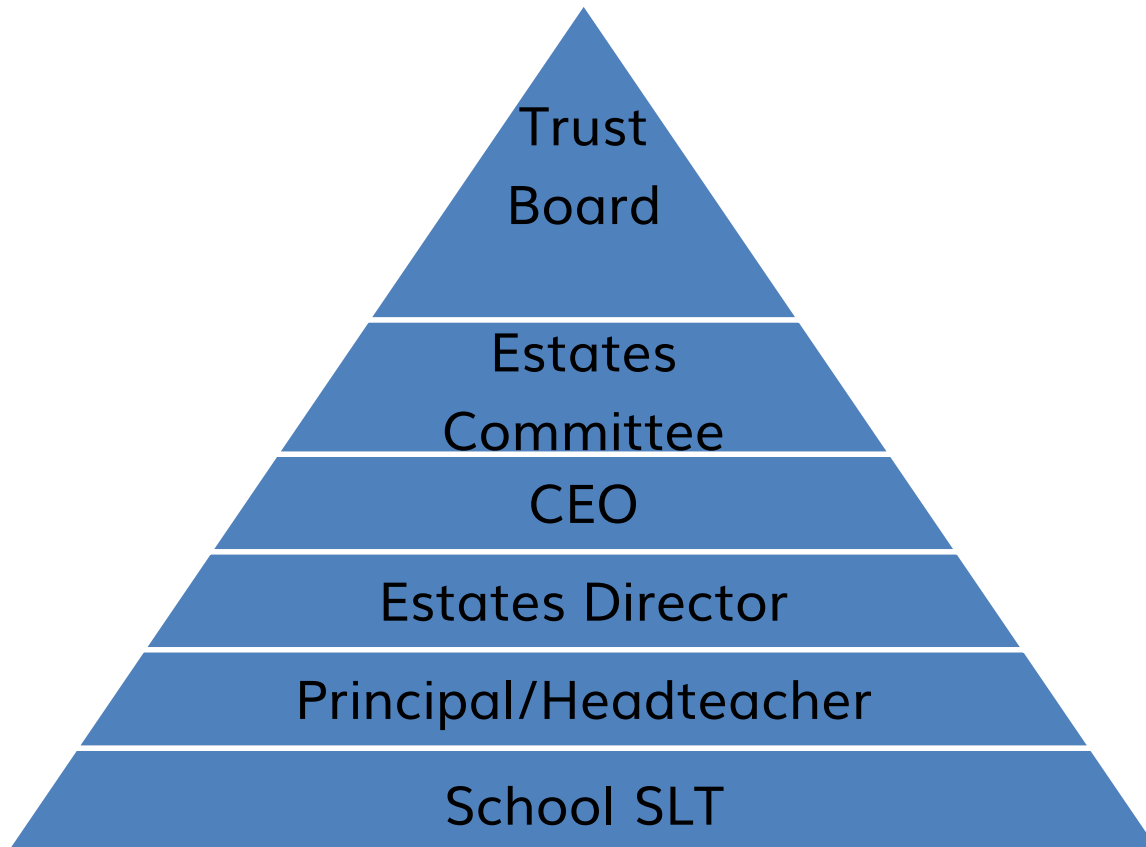 Trust
Board
Estates
Committee
CEO
Estates Director
Principal/Headteacher
School SLT